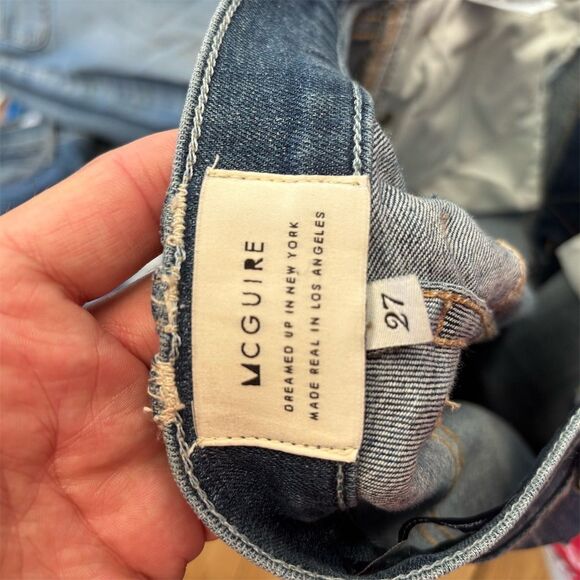 MCGUIRE
DREAMED UP IN NEW YORK
MADE REAL IN LOS ANGELES
27